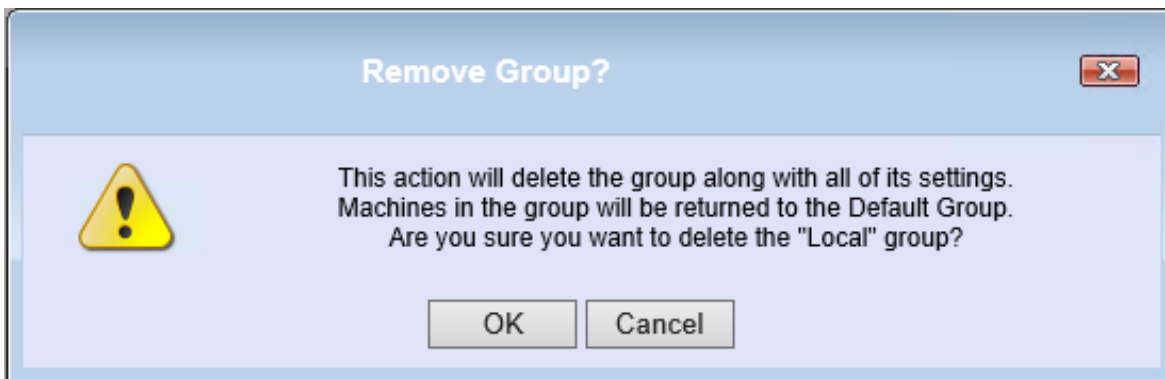 Remove Group?
This action will delete the group along with all of its settings.
Machines in the group will be returned to the Default Group.
Are you sure you want to delete the "Local" group?
OK Cancel